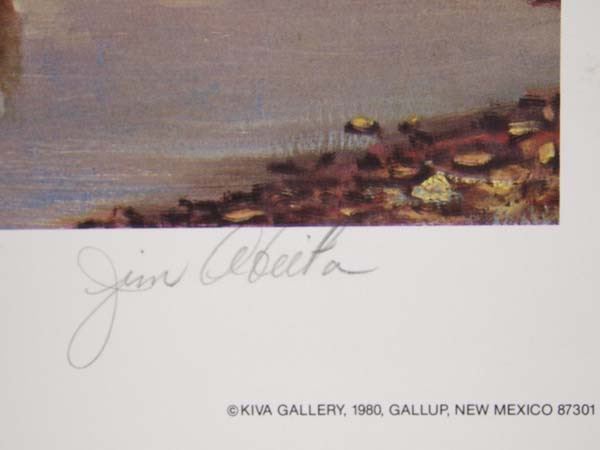 Jim Abeita
©KIVA GALLERY, 1980, GALLUP, NEW MEXICO 87301